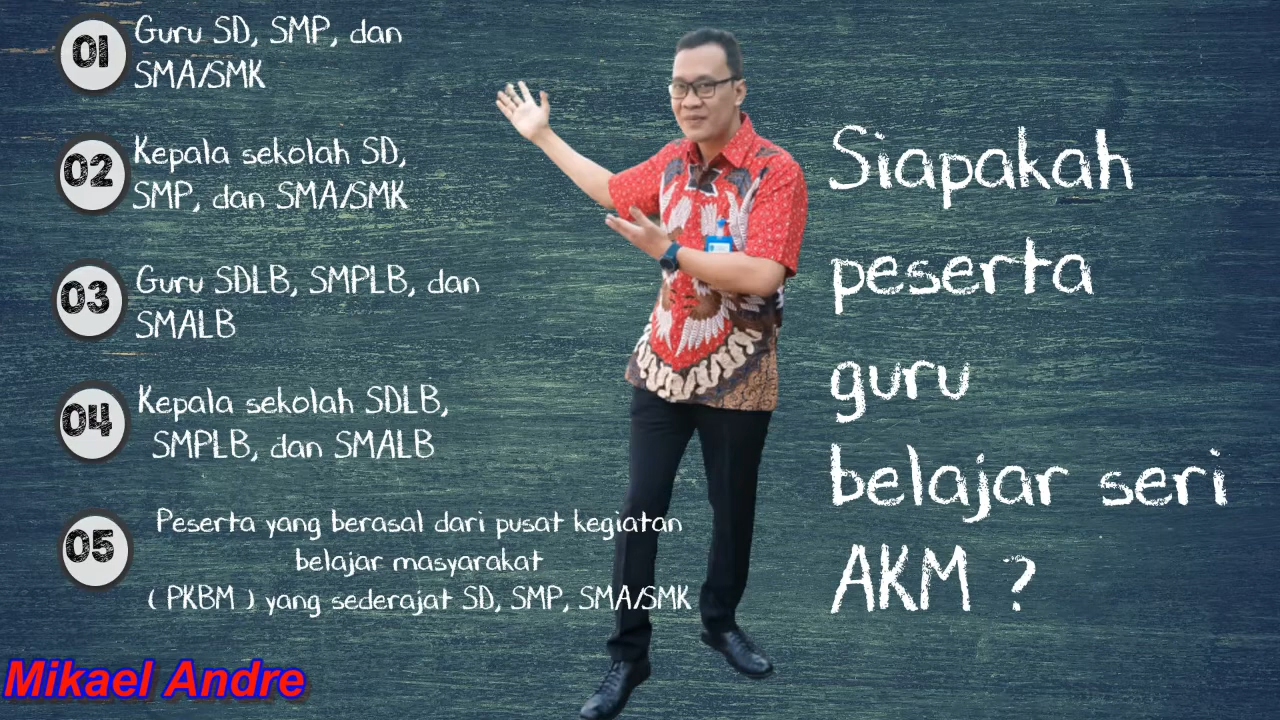 01
Guru SD, SMP, dan
SMA/SMK
02
Kepala sekolah SD,
SMP, dan SMA/SMK
03
Guru SDLB, SMPLB, dan
SMALB
04
Kepala sekolah SDLB,
SMPLB, dan SMALB
05
Peserta yang berasal dari pusat kegiatan
belajar masyarakat
( PKBM ) yang sederajat SD, SMP, SMA/SMK
Siapakah
peserta
guru
belajar seri
AKM ?
Mikael Andre